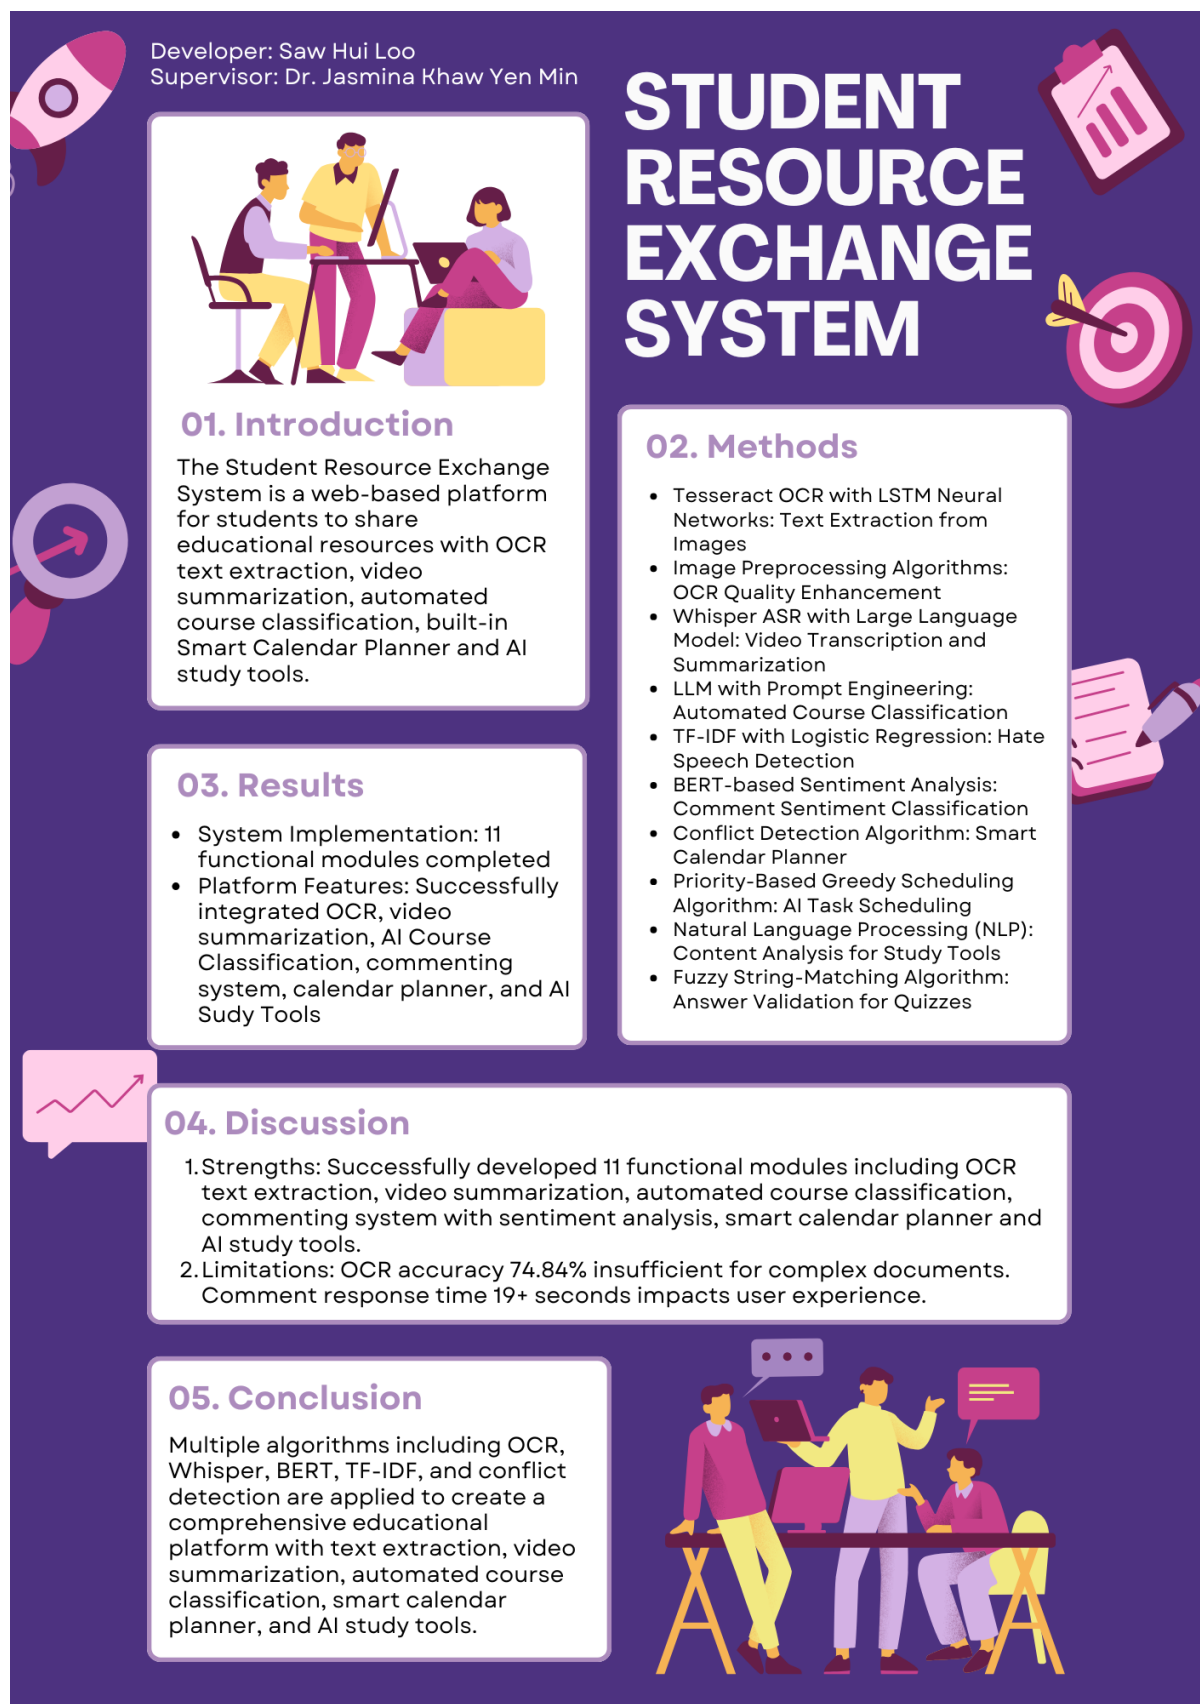 Developer: Saw Hui Loo
Supervisor: Dr. Jasmina Khaw Yen Min
STUDENT
RESOURCE
EXCHANGE
SYSTEM
01. Introduction
The Student Resource Exchange
System is a web-based platform
for students to share
educational resources with OCR
text extraction, video
summarization, automated
course classification, built-in
Smart Calendar Planner and AI
study tools.
02. Methods
• Tesseract OCR with LSTM Neural
Networks: Text Extraction from
Images
• Image Preprocessing Algorithms:
OCR Quality Enhancement
• Whisper ASR with Large Language
Model: Video Transcription and
Summarization
• LLM with Prompt Engineering:
Automated Course Classification
• TF-IDF with Logistic Regression: Hate
Speech Detection
• BERT-based Sentiment Analysis:
Comment Sentiment Classification
• Conflict Detection Algorithm: Smart
Calendar Planner
• Priority-Based Greedy Scheduling
Algorithm: AI Task Scheduling
• Natural Language Processing (NLP):
Content Analysis for Study Tools
• Fuzzy String-Matching Algorithm:
Answer Validation for Quizzes
03. Results
• System Implementation: 11
functional modules completed
• Platform Features: Successfully
integrated OCR, video
summarization, AI Course
Classification, commenting
system, calendar planner, and AI
Sudy Tools
04. Discussion
1. Strengths: Successfully developed 11 functional modules including OCR
text extraction, video summarization, automated course classification,
commenting system with sentiment analysis, smart calendar planner and
AI study tools.
2. Limitations: OCR accuracy 74.84% insufficient for complex documents.
Comment response time 19+ seconds impacts user experience.
05. Conclusion
Multiple algorithms including OCR,
Whisper, BERT, TF-IDF, and conflict
detection are applied to create a
comprehensive educational
platform with text extraction, video
summarization, automated course
classification, smart calendar
planner, and AI study tools.